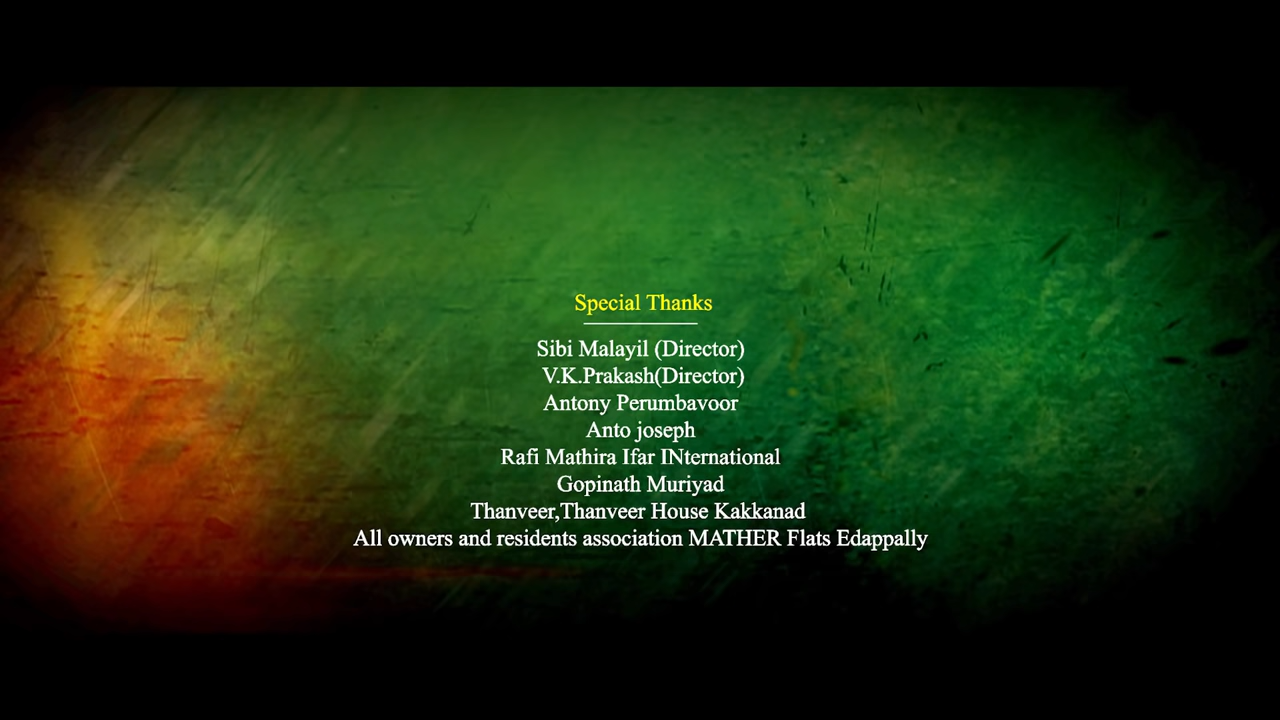 Special Thanks
Sibi Malayil (Director)
V.K.Prakash(Director)
Antony Perumbavoor
Anto joseph
Rafi Mathira Ifar INternational
Gopinath Muriyad
Thanveer,Thanveer House Kakkanad
All owners and residents association MATHER Flats Edappally